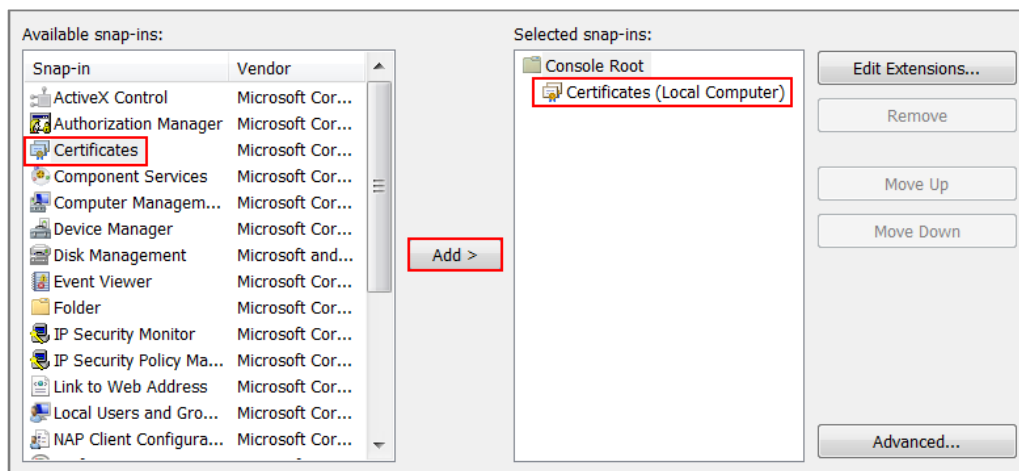 Available snap-ins:
Snap-in Vendor
ActiveX Control Microsoft Cor...
Authorization Manager Microsoft Cor...
Certificates Microsoft Cor...
Component Services Microsoft Cor...
Computer Managem... Microsoft Cor...
Device Manager Microsoft Cor...
Disk Management Microsoft and...
Event Viewer Microsoft Cor...
Folder Microsoft Cor...
IP Security Monitor Microsoft Cor...
IP Security Policy Ma... Microsoft Cor...
Link to Web Address Microsoft Cor...
Local Users and Gro... Microsoft Cor...
NAP Client Configura... Microsoft Cor...
Add >
Selected snap-ins:
Console Root
Certificates (Local Computer)
Edit Extensions...
Remove
Move Up
Move Down
Advanced...